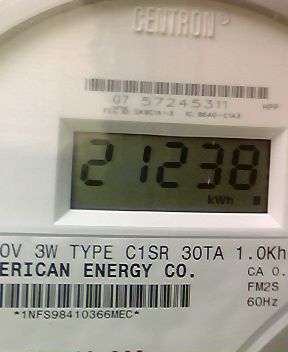 CENTRON
07 57245311 HPP
21238
kWh
0V 3W TYPE C1SR 30TA 1.0Kh
ERICAN ENERGY CO. CA 0.
FM2S
60Hz
*1NFS98410366MEC*